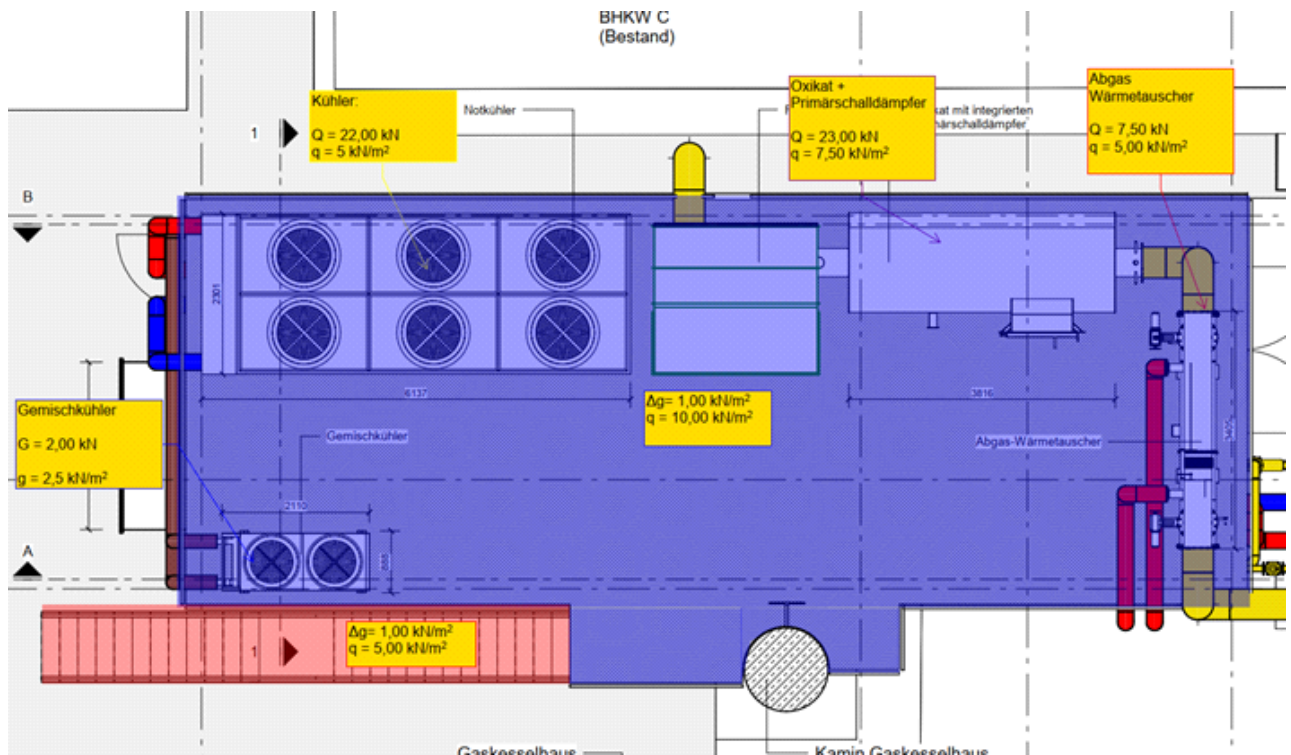 BHKW C
(Bestand)
Kühler:
Q = 22,00 kN
q = 5 kN/m²
Notkühler
Oxikat +
Primärschalldämpfer
Q = 23,00 kN
q = 7,50 kN/m²
mit integrierten
Abgas
Wärmetauscher
Q = 7,50 kN
q = 5,00 kN/m²
1
B
2301
6137
3816
Δg= 1,00 kN/m²
q = 10,00 kN/m²
Gemischkühler
G = 2,00 kN
g = 2,5 kN/m²
Gemischkühler
Abgas-Wärmetauscher
2110
A
Δg= 1,00 kN/m²
q = 5,00 kN/m²
1
Gaskesselhaus
Kamin Gaskesselhaus